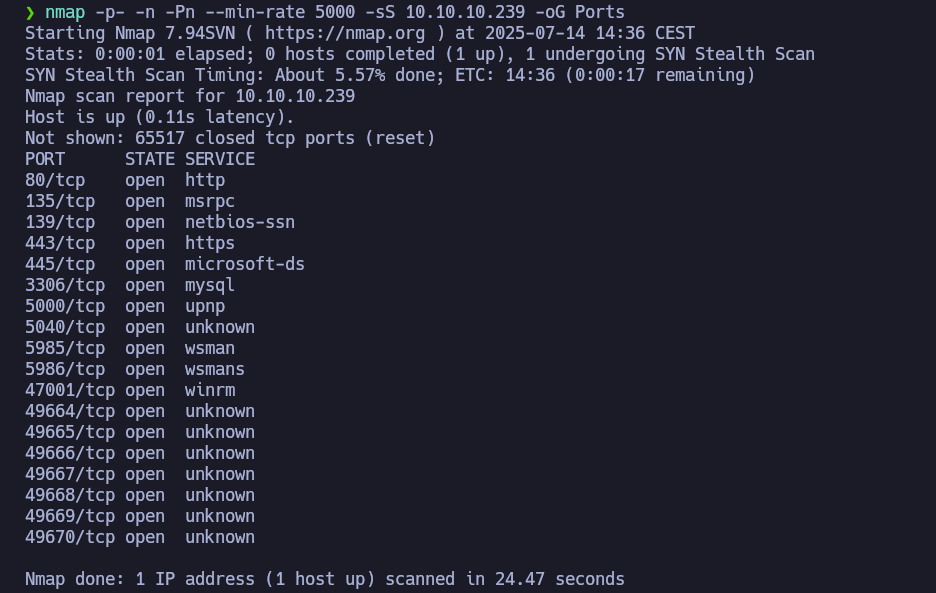 ❯ nmap -p- -n -Pn --min-rate 5000 -sS 10.10.10.239 -oG Ports
Starting Nmap 7.94SVN ( https://nmap.org ) at 2025-07-14 14:36 CEST
Stats: 0:00:01 elapsed; 0 hosts completed (1 up), 1 undergoing SYN Stealth Scan
SYN Stealth Scan Timing: About 5.57% done; ETC: 14:36 (0:00:17 remaining)
Nmap scan report for 10.10.10.239
Host is up (0.11s latency).
Not shown: 65517 closed tcp ports (reset)
PORT      STATE SERVICE
80/tcp    open  http
135/tcp   open  msrpc
139/tcp   open  netbios-ssn
443/tcp   open  https
445/tcp   open  microsoft-ds
3306/tcp  open  mysql
5000/tcp  open  upnp
5040/tcp  open  unknown
5985/tcp  open  wsman
5986/tcp  open  wsmans
47001/tcp open  winrm
49664/tcp open  unknown
49665/tcp open  unknown
49666/tcp open  unknown
49667/tcp open  unknown
49668/tcp open  unknown
49669/tcp open  unknown
49670/tcp open  unknown
Nmap done: 1 IP address (1 host up) scanned in 24.47 seconds